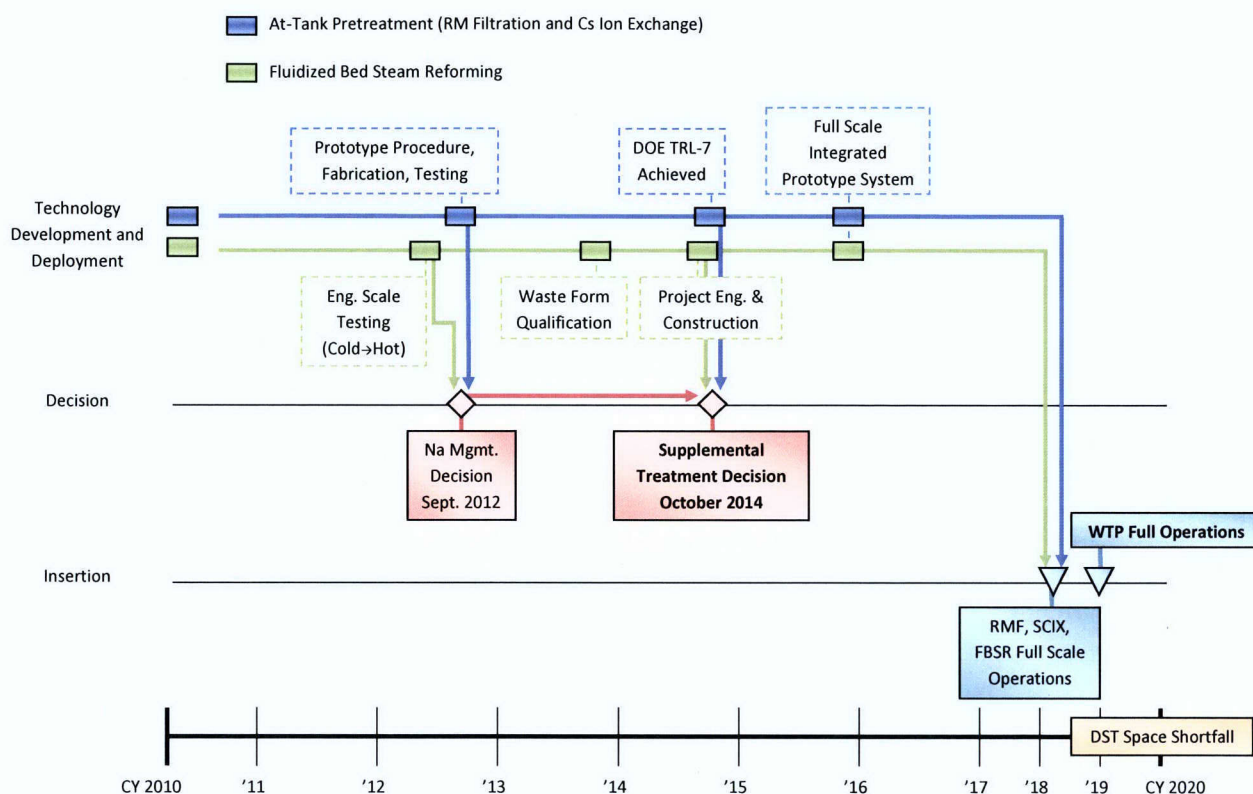 At-Tank Pretreatment (RM Filtration and Cs Ion Exchange)
Fluidized Bed Steam Reforming
Prototype Procedure,
Fabrication, Testing
DOE TRL-7
Achieved
Full Scale
Integrated
Prototype System
Technology
Development and
Deployment
Eng. Scale
Testing
(Cold→Hot)
Waste Form
Qualification
Project Eng. &
Construction
Decision
Na Mgmt.
Decision
Sept. 2012
Supplemental
Treatment Decision
October 2014
WTP Full Operations
Insertion
RMF, SCIX,
FBSR Full Scale
Operations
DST Space Shortfall
CY 2010
’11
’12
’13
’14
’15
’16
’17
’18
’19
CY 2020